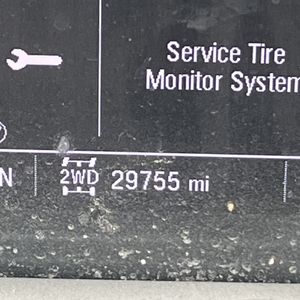 Service Tire
Monitor System
N
2WD 29755 mi